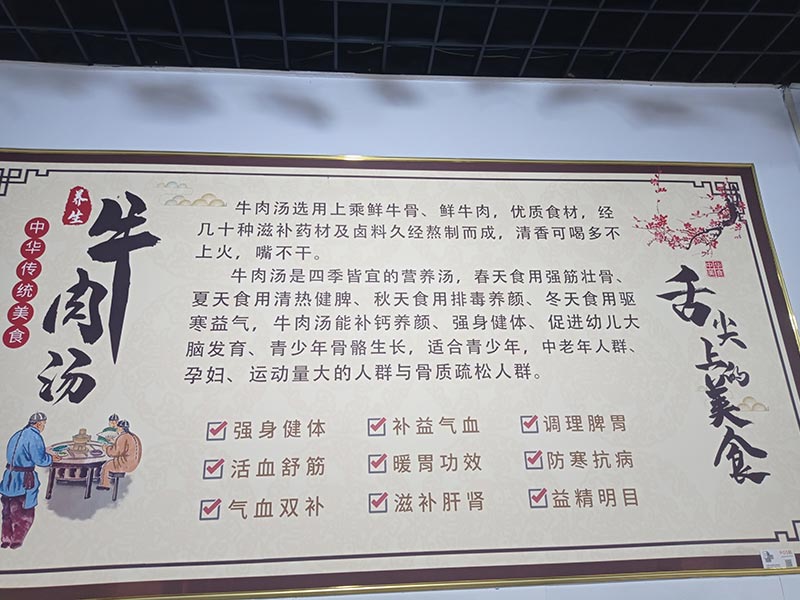 养生
牛肉汤
中华传统美食
牛肉汤选用上乘鲜牛骨、鲜牛肉，优质食材，经
几十种滋补药材及卤料久经熬制而成，清香可喝多不
上火，嘴不干。
牛肉汤是四季皆宜的营养汤，春天食用强筋壮骨、
夏天食用清热健脾、秋天食用排毒养颜、冬天食用驱
寒益气，牛肉汤能补钙养颜、强身健体、促进幼儿大
脑发育、青少年骨骼生长，适合青少年，中老年人群、
孕妇、运动量大的人群与骨质疏松人群。
强身健体 补益气血 调理脾胃
活血舒筋 暖胃功效 防寒抗病
气血双补 滋补肝肾 益精明目
舌尖上的美食